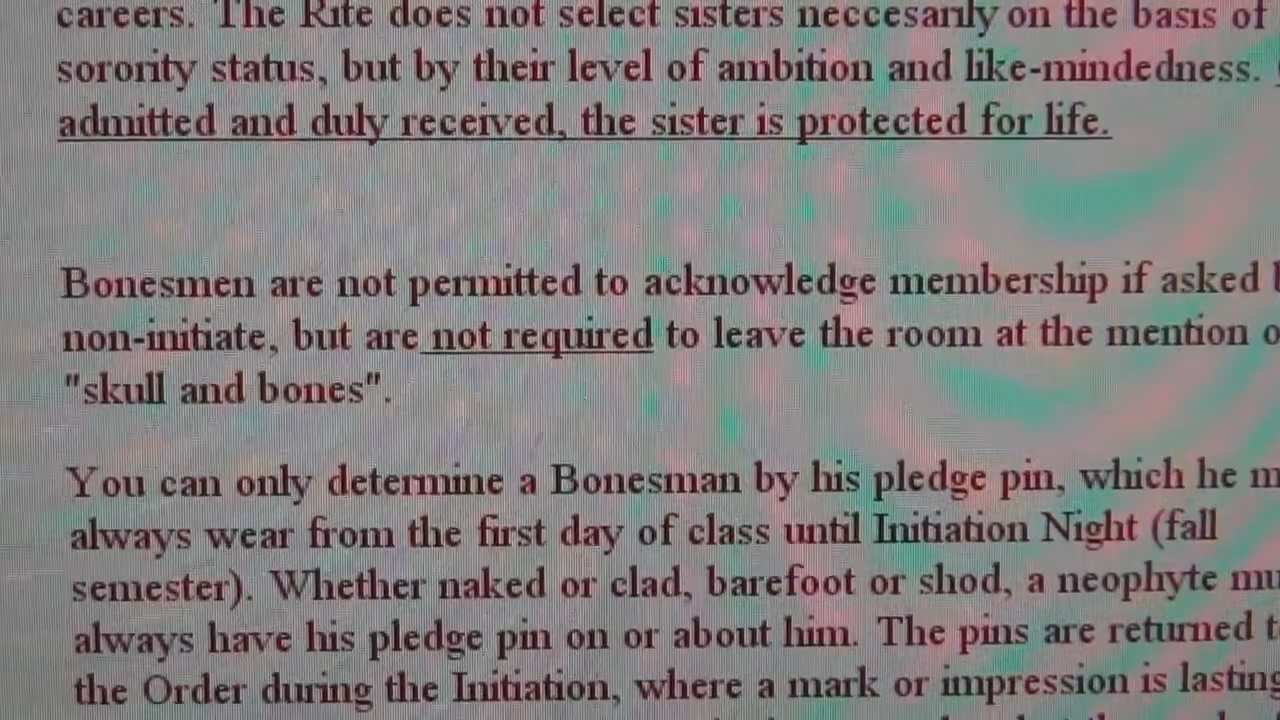 careers. The Rite does not select sisters neccesarily on the basis of
sorority status, but by their level of ambition and like-mindedness.
admitted and duly received, the sister is protected for life.
Bonesmen are not permitted to acknowledge membership if asked
non-initiate, but are not required to leave the room at the mention
"skull and bones".
You can only determine a Bonesman by his pledge pin, which he
always wear from the first day of class until Initiation Night (fall
semester). Whether naked or clad, barefoot or shod, a neophyte
always have his pledge pin on or about him. The pins are returned
the Order during the Initiation, where a mark or impression is lasting